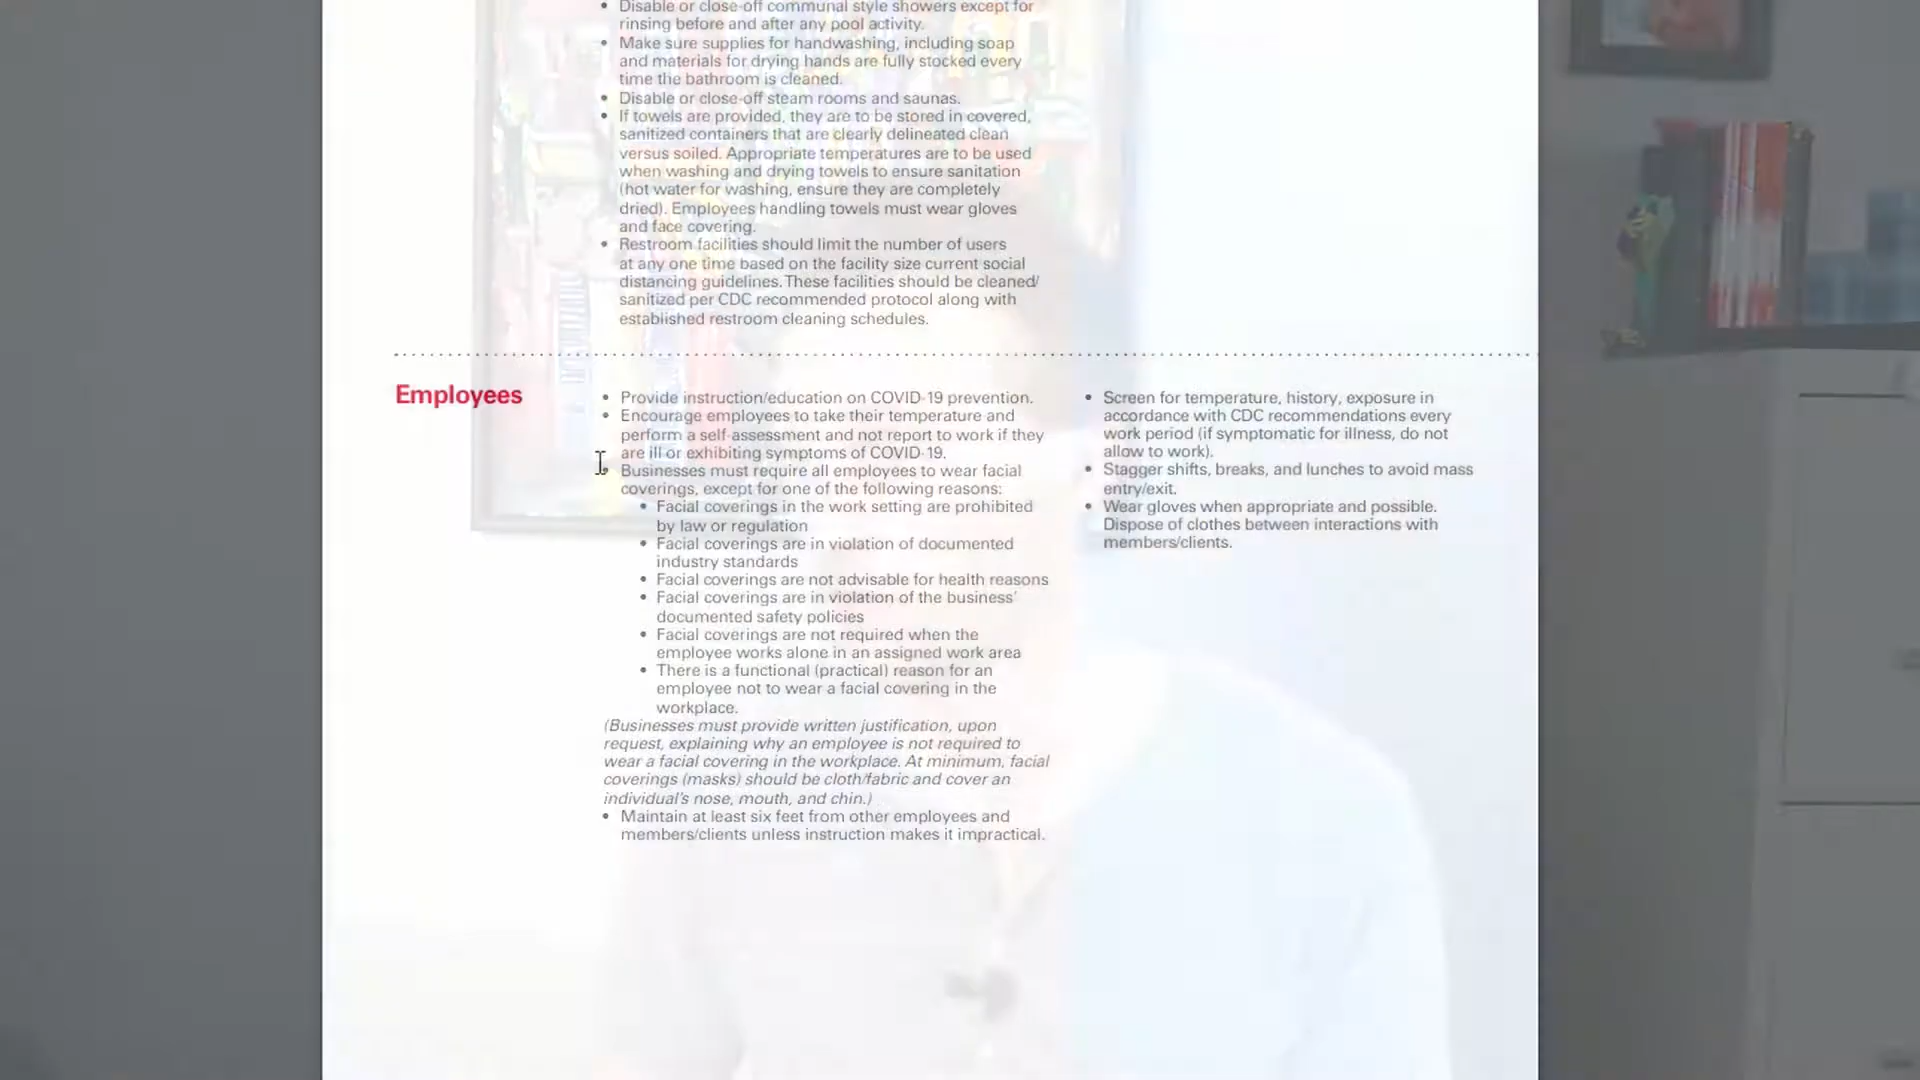 • Disable or close-off communal style showers except for
rinsing before and after any pool activity.
• Make sure supplies for handwashing, including soap
and materials for drying hands are fully stocked every
time the bathroom is cleaned.
• Disable or close-off steam rooms and saunas.
• If towels are provided, they are to be stored in covered,
sanitized containers that are clearly delineated clean
versus soiled. Appropriate temperatures are to be used
when washing and drying towels to ensure sanitation
(hot water for washing, ensure they are completely
dried). Employees handling towels must wear gloves
and face covering.
• Restroom facilities should limit the number of users
at any one time based on the facility size current social
distancing guidelines. These facilities should be cleaned/
sanitized per CDC recommended protocol along with
established restroom cleaning schedules.
Employees
• Provide instruction/education on COVID-19 prevention.
• Encourage employees to take their temperature and
perform a self-assessment and not report to work if they
are ill or exhibiting symptoms of COVID-19.
• Businesses must require all employees to wear facial
coverings, except for one of the following reasons:
• Facial coverings in the work setting are prohibited
by law or regulation
• Facial coverings are in violation of documented
industry standards
• Facial coverings are not advisable for health reasons
• Facial coverings are in violation of the business'
documented safety policies
• Facial coverings are not required when the
employee works alone in an assigned work area
• There is a functional (practical) reason for an
employee not to wear a facial covering in the
workplace.
(Businesses must provide written justification, upon
request, explaining why an employee is not required to
wear a facial covering in the workplace. At minimum, facial
coverings (masks) should be cloth/fabric and cover an
individual's nose, mouth, and chin.)
• Maintain at least six feet from other employees and
members/clients unless instruction makes it impractical.
• Screen for temperature, history, exposure in
accordance with CDC recommendations every
work period (if symptomatic for illness, do not
allow to work).
• Stagger shifts, breaks, and lunches to avoid mass
entry/exit.
• Wear gloves when appropriate and possible.
Dispose of clothes between interactions with
members/clients.